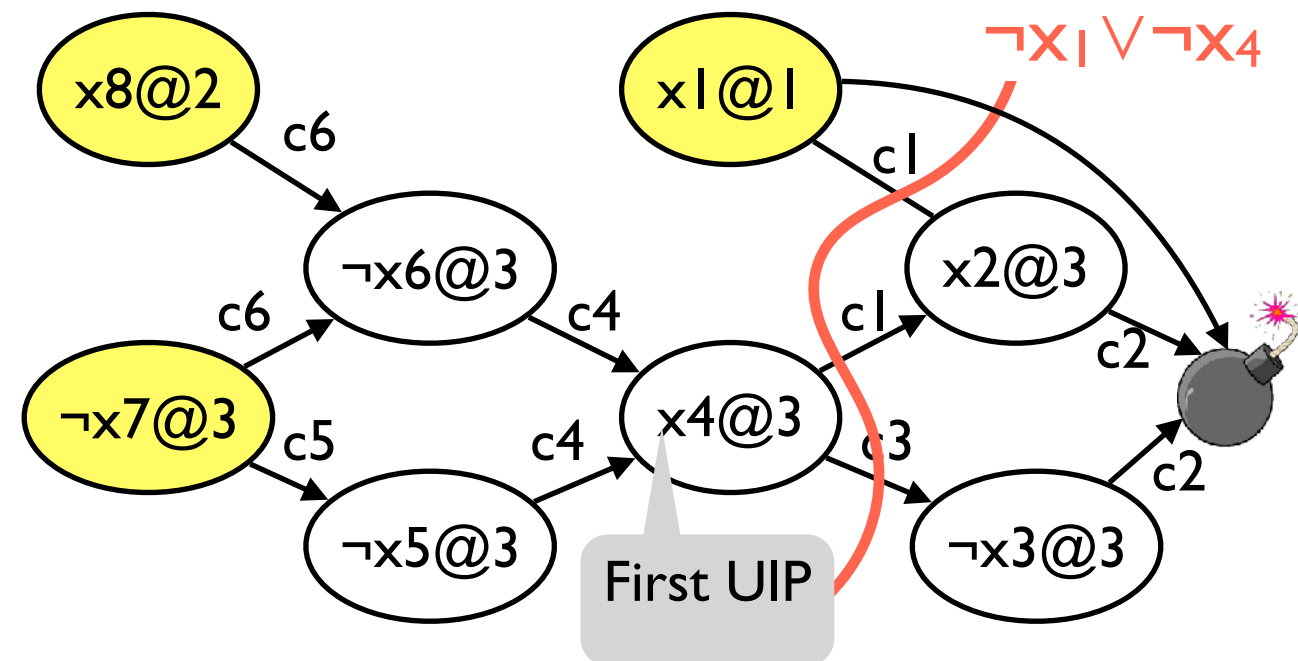 ¬x₁∨¬x₄
x8@2
x1@1
c6
c1
¬x6@3
x2@3
c6
c4
c1
c2
¬x7@3
x4@3
c5
c4
c3
c2
¬x5@3
¬x3@3
First UIP